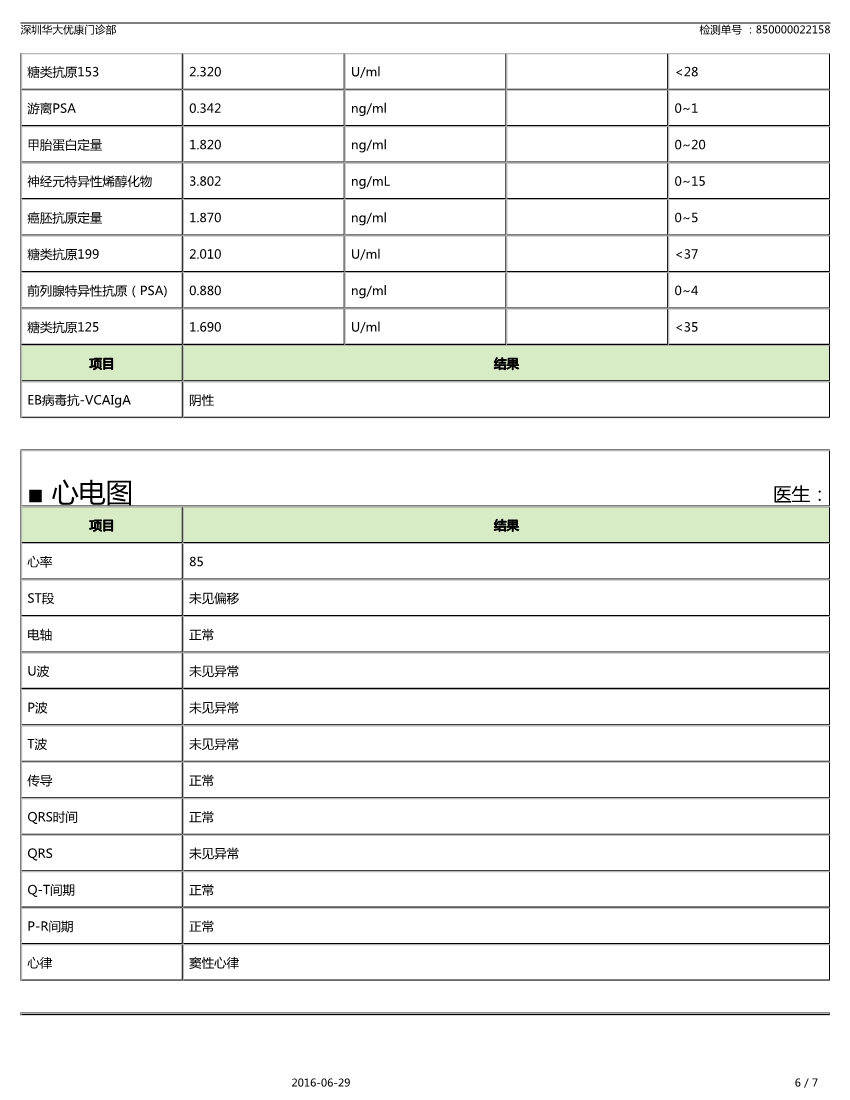 深圳华大优康门诊部 检测单号 ：850000022158
糖类抗原153 2.320 U/ml <28
游离PSA 0.342 ng/ml 0~1
甲胎蛋白定量 1.820 ng/ml 0~20
神经元特异性烯醇化物 3.802 ng/mL 0~15
癌胚抗原定量 1.870 ng/ml 0~5
糖类抗原199 2.010 U/ml <37
前列腺特异性抗原（PSA) 0.880 ng/ml 0~4
糖类抗原125 1.690 U/ml <35
项目 结果
EB病毒抗-VCAIgA 阴性
■ 心电图 医生：
项目 结果
心率 85
ST段 未见偏移
电轴 正常
U波 未见异常
P波 未见异常
T波 未见异常
传导 正常
QRS时间 正常
QRS 未见异常
Q-T间期 正常
P-R间期 正常
心律 窦性心律
2016-06-29 6 / 7